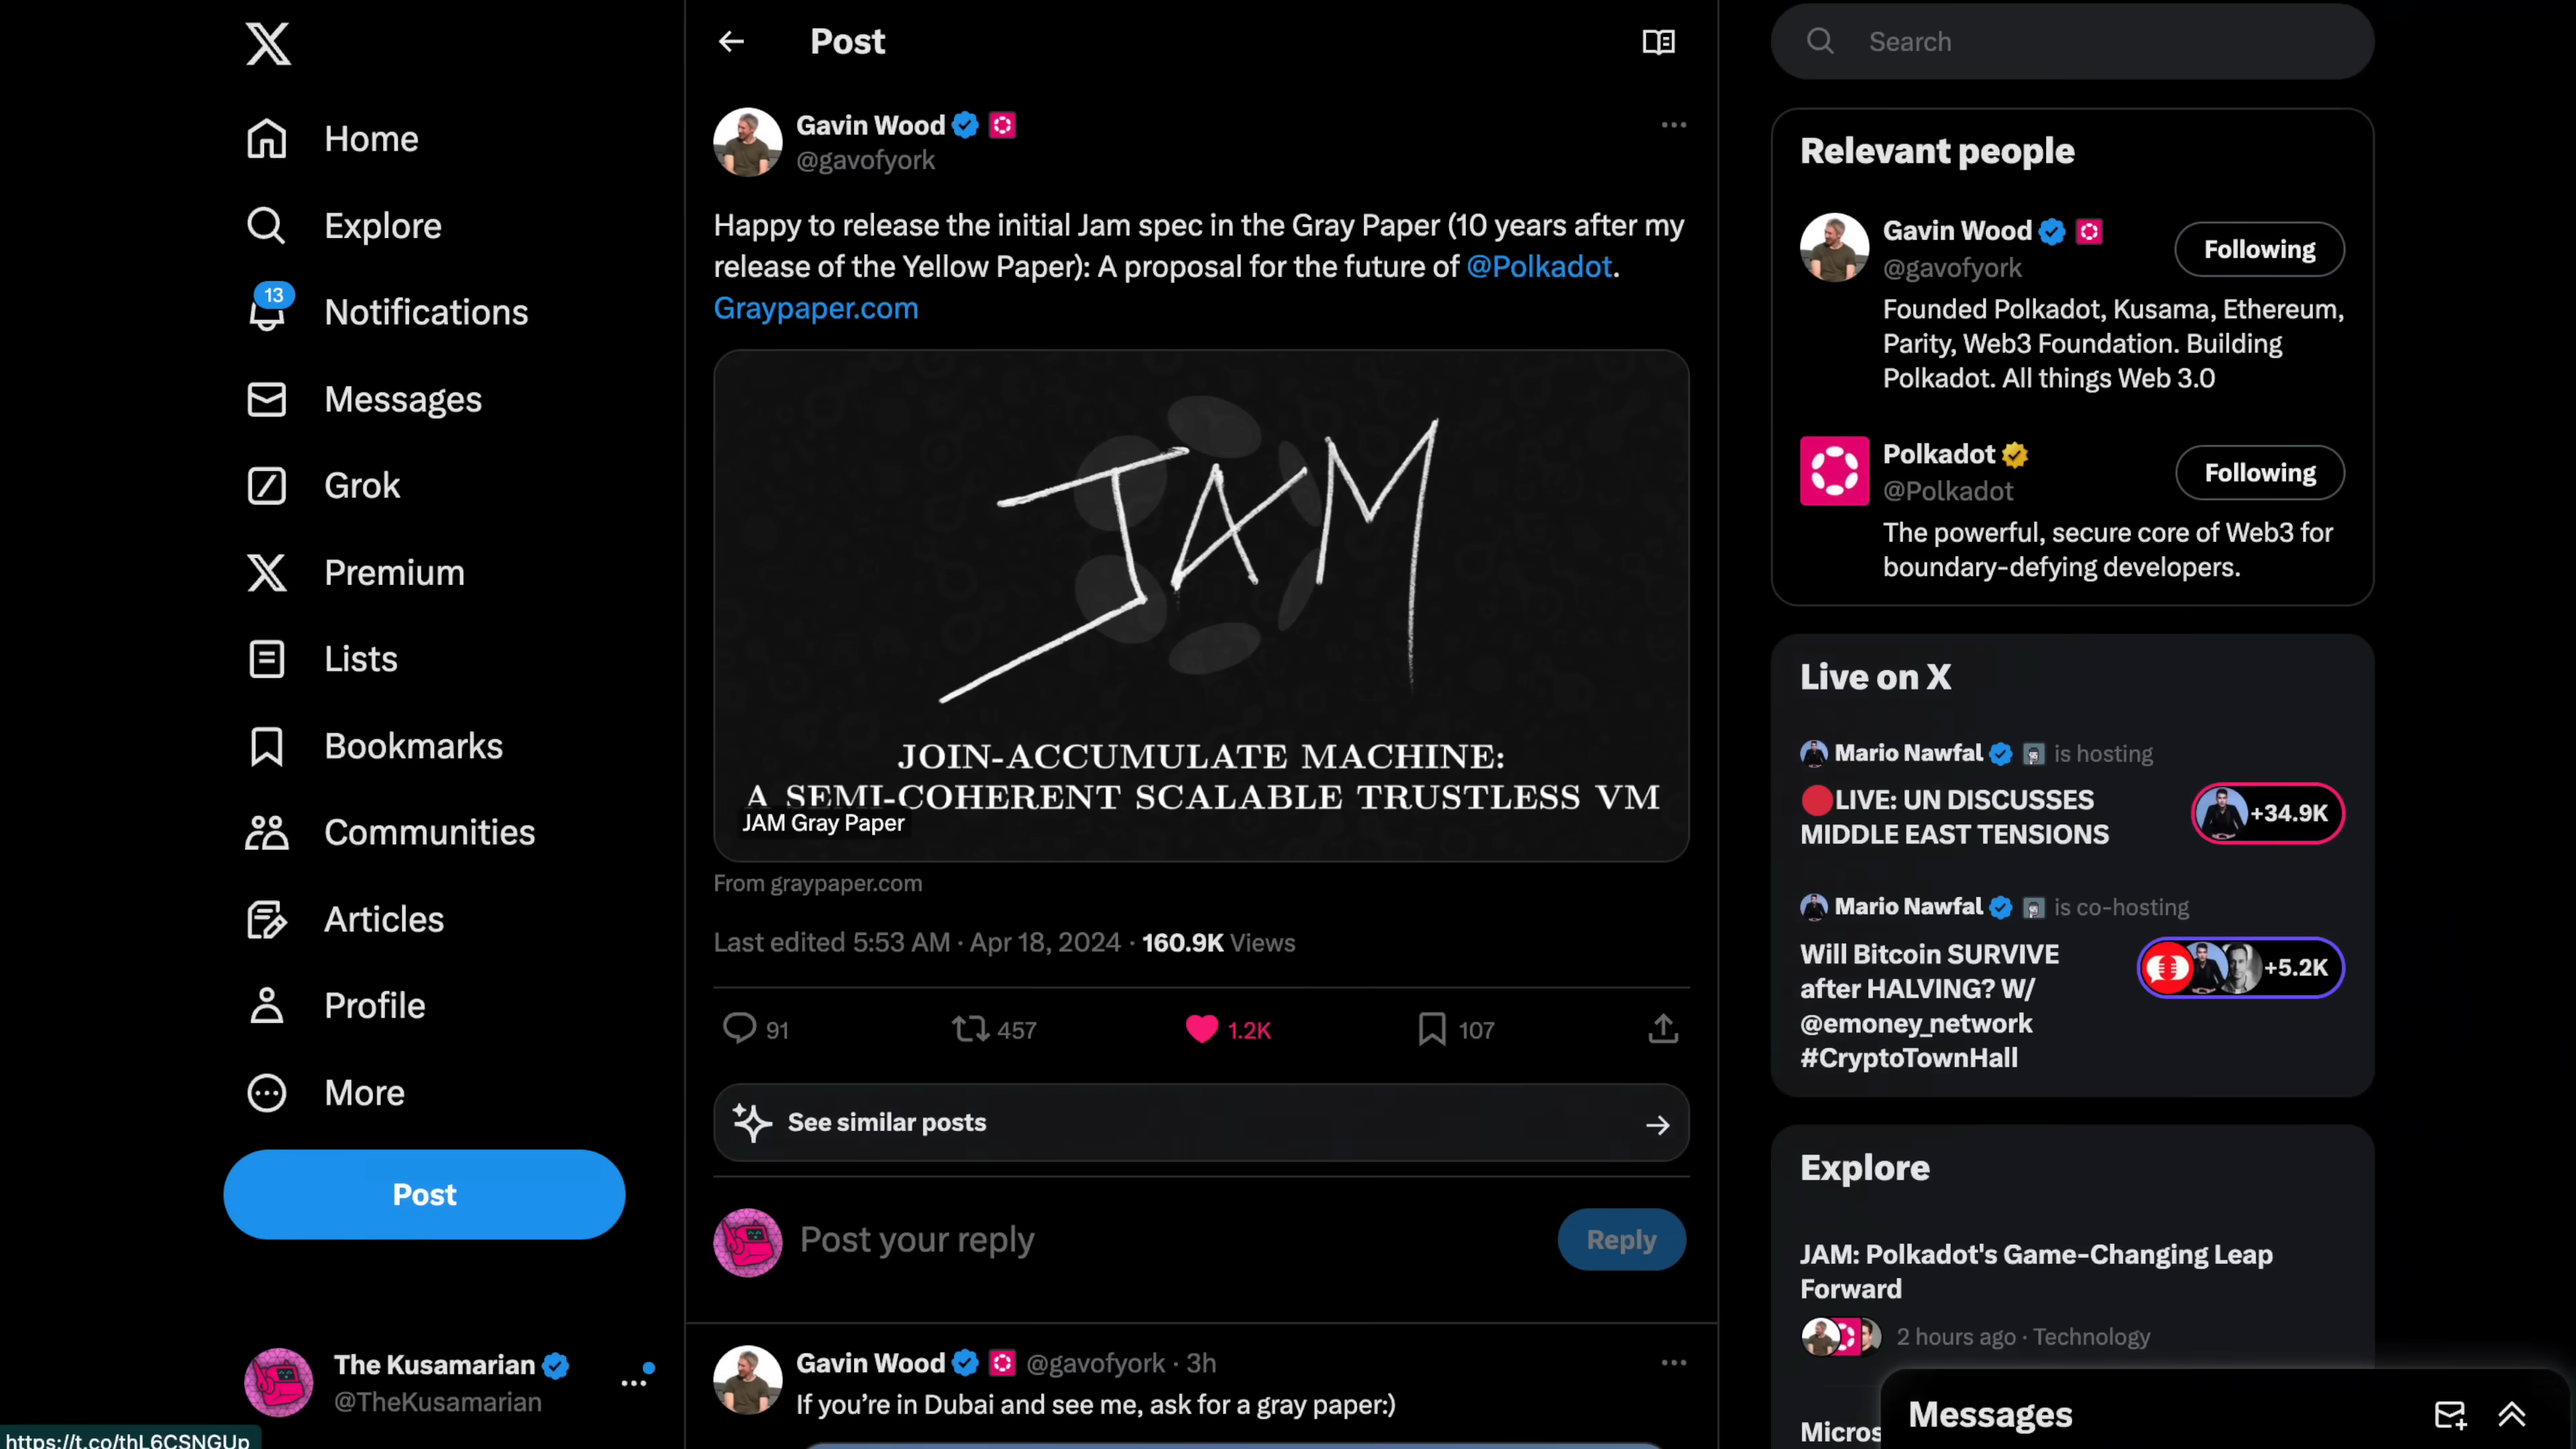 Home
Explore
13
Notifications
Messages
Grok
Premium
Lists
Bookmarks
Communities
Articles
Profile
More
Post
The Kusamarian
@TheKusamarian
https://t.co/thL6CSNGUp
Post
Gavin Wood
@gavofyork
Happy to release the initial Jam spec in the Gray Paper (10 years after my
release of the Yellow Paper): A proposal for the future of @Polkadot.
Graypaper.com
JAM
JOIN-ACCUMULATE MACHINE:
A SEMI-COHERENT SCALABLE TRUSTLESS VM
JAM Gray Paper
From graypaper.com
Last edited 5:53 AM · Apr 18, 2024 · 160.9K Views
91 457 1.2K 107
See similar posts
Post your reply
Reply
Gavin Wood @gavofyork · 3h
If you’re in Dubai and see me, ask for a gray paper:)
Search
Relevant people
Gavin Wood
@gavofyork
Following
Founded Polkadot, Kusama, Ethereum,
Parity, Web3 Foundation. Building
Polkadot. All things Web 3.0
Polkadot
@Polkadot
Following
The powerful, secure core of Web3 for
boundary-defying developers.
Live on X
Mario Nawfal is hosting
LIVE: UN DISCUSSES
MIDDLE EAST TENSIONS
+34.9K
Mario Nawfal is co-hosting
Will Bitcoin SURVIVE
after HALVING? W/
@emoney_network
#CryptoTownHall
+5.2K
Explore
JAM: Polkadot's Game-Changing Leap
Forward
2 hours ago · Technology
Micros
Messages